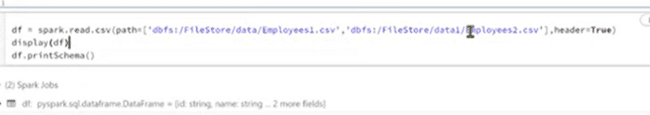 df = spark.read.csv(path=['dbfs:/FileStore/data/Employees1.csv','dbfs:/FileStore/data1/Employees2.csv'],header=True)
display(df)
df.printSchema()
(2) Spark Jobs
df: pyspark.sql.dataframe.DataFrame = [id: string, name: string ... 2 more fields]